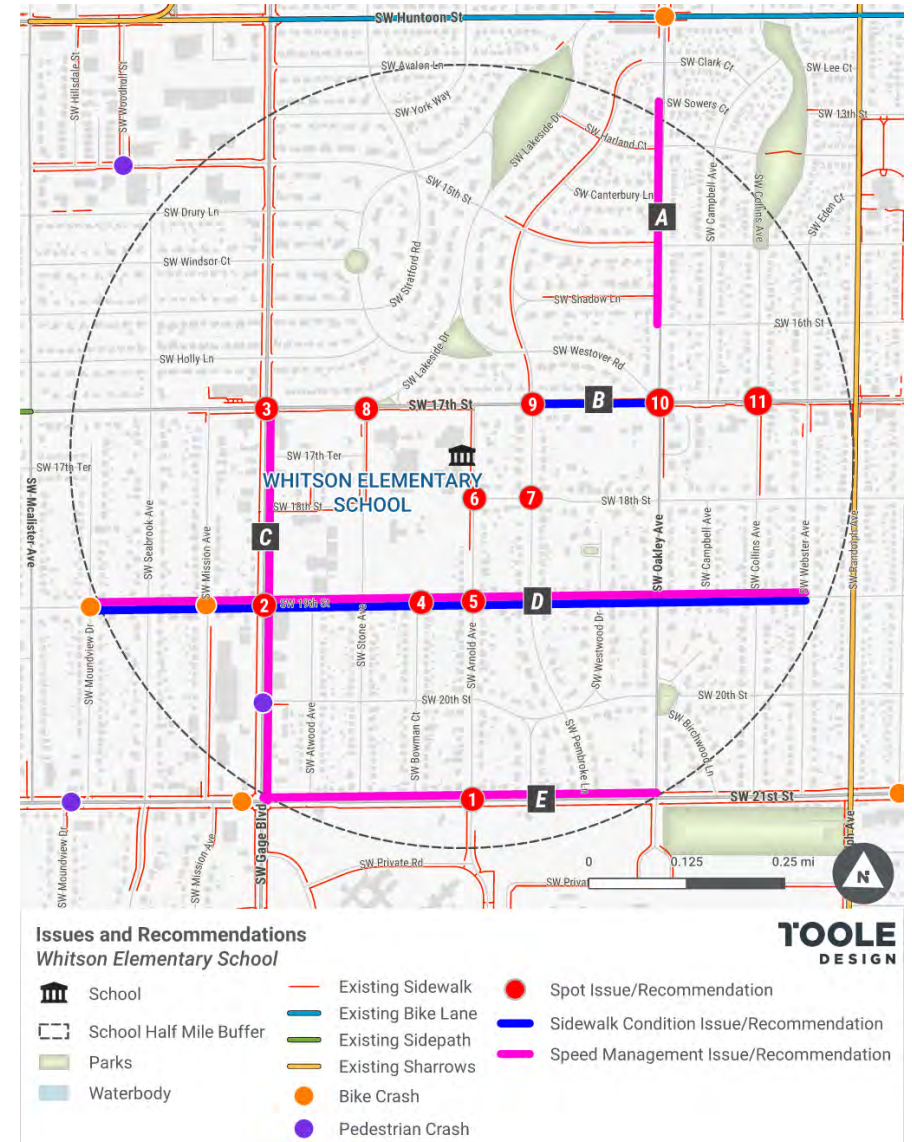 SW Huntoon St
SW Hillsdale St
SW Woodhull St
SW Avalon Ln
SW Clark Ct
SW Lee Ct
SW York Way
SW Lakeside Dr
SW Sowers Ct
SW 13th St
SW Harland Ct
SW 15th St
SW Canterbury Ln
SW Campbell Ave
SW Collins Ave
SW Eden Ct
A
SW Drury Ln
SW Stratford Rd
SW Windsor Ct
SW Shadow Ln
SW 16th St
SW Holly Ln
SW Lakeside Dr
SW Westover Rd
3
8
SW 17th St
9
B
10
11
SW 17th Ter
SW 17th Ter
WHITSON ELEMENTARY
SCHOOL
SW 18th St
6
7
SW 18th St
SW Mcalister Ave
SW Seabrook Ave
SW Mission Ave
C
SW Oakley Ave
SW Campbell Ave
SW Collins Ave
SW Webster Ave
SW Randolph Ave
2
SW 19th St
4
5
D
SW Moundview Dr
SW Stone Ave
SW Arnold Ave
SW Westwood Dr
SW 20th St
SW 20th St
SW Atwood Ave
SW Bowman Ct
SW Pembroke Ln
SW Birchwood Ln
1
E
SW 21st St
SW Moundview Dr
SW Mission Ave
SW Gage Blvd
ph Ave
SW Private Rd
SW Priva
0 0.125 0.25 mi
N
Issues and Recommendations
Whitson Elementary School
TOOLE
DESIGN
School
School Half Mile Buffer
Parks
Waterbody
Existing Sidewalk
Existing Bike Lane
Existing Sidepath
Existing Sharrows
Bike Crash
Pedestrian Crash
Spot Issue/Recommendation
Sidewalk Condition Issue/Recommendation
Speed Management Issue/Recommendation